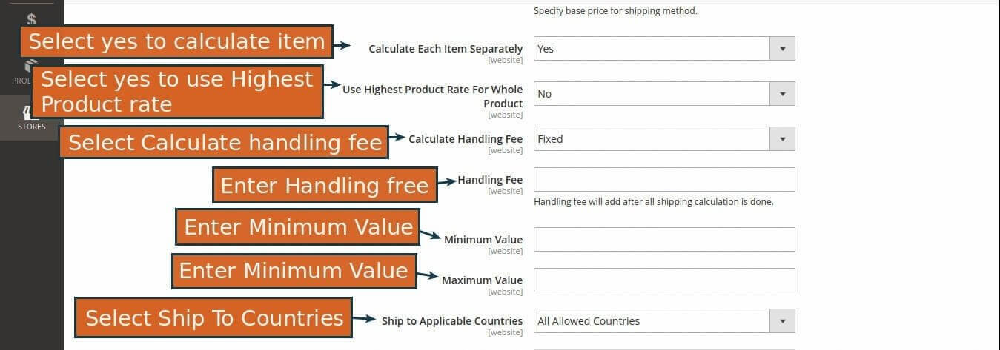 Specify base price for shipping method.
$
Select yes to calculate item
Calculate Each Item Separately
[website]
Yes
Select yes to use Highest
Product rate
Use Highest Product Rate For Whole
Product
[website]
No
STORES
Select Calculate handling fee
Calculate Handling Fee
[website]
Fixed
Enter Handling free
Handling Fee
[website]
Handling fee will add after all shipping calculation is done.
Enter Minimum Value
Minimum Value
[website]
Enter Minimum Value
Maximum Value
[website]
Select Ship To Countries
Ship to Applicable Countries
[website]
All Allowed Countries